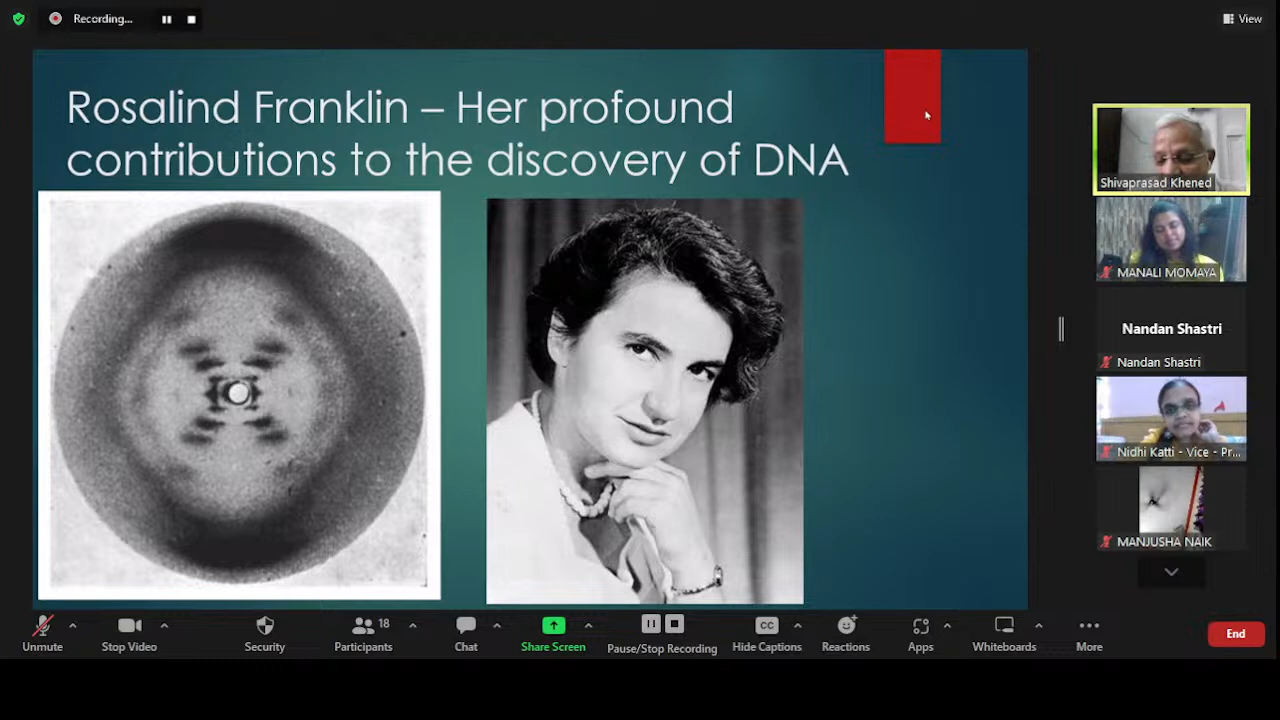 Recording...
View
Rosalind Franklin – Her profound
contributions to the discovery of DNA
Shivaprasad Khened
MANALI MOMAYA
Nandan Shastri
Nandan Shastri
Nidhi Katti - Vice - Pr...
MANJUSHA NAIK
Unmute
Stop Video
Security
18
Participants
Chat
Share Screen
Pause/Stop Recording
CC
Hide Captions
Reactions
Apps
Whiteboards
More
End